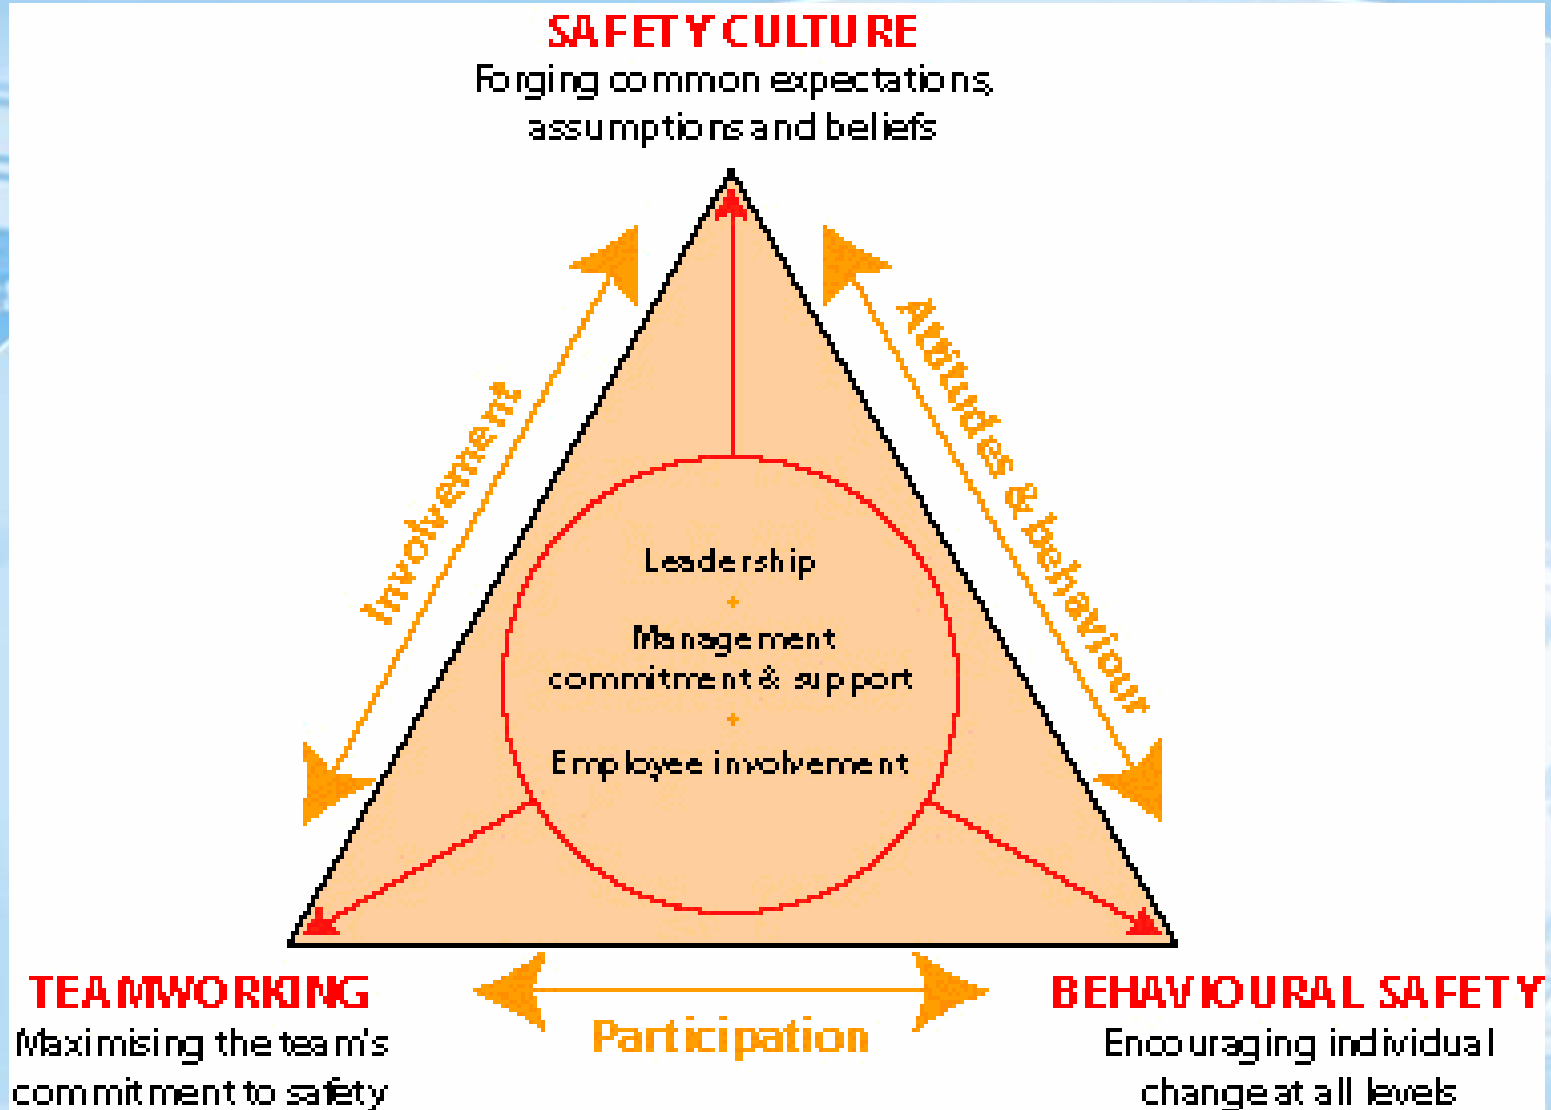 SAFETY CULTURE
Forging common expectations,
assumptions and beliefs
Involvement
Attitudes & behaviour
Leadership
+
Management
commitment & support
+
Employee involvement
TEAMWORKING
Maximising the team's
commitment to safety
Participation
BEHAVIOURAL SAFETY
Encouraging individual
change at all levels